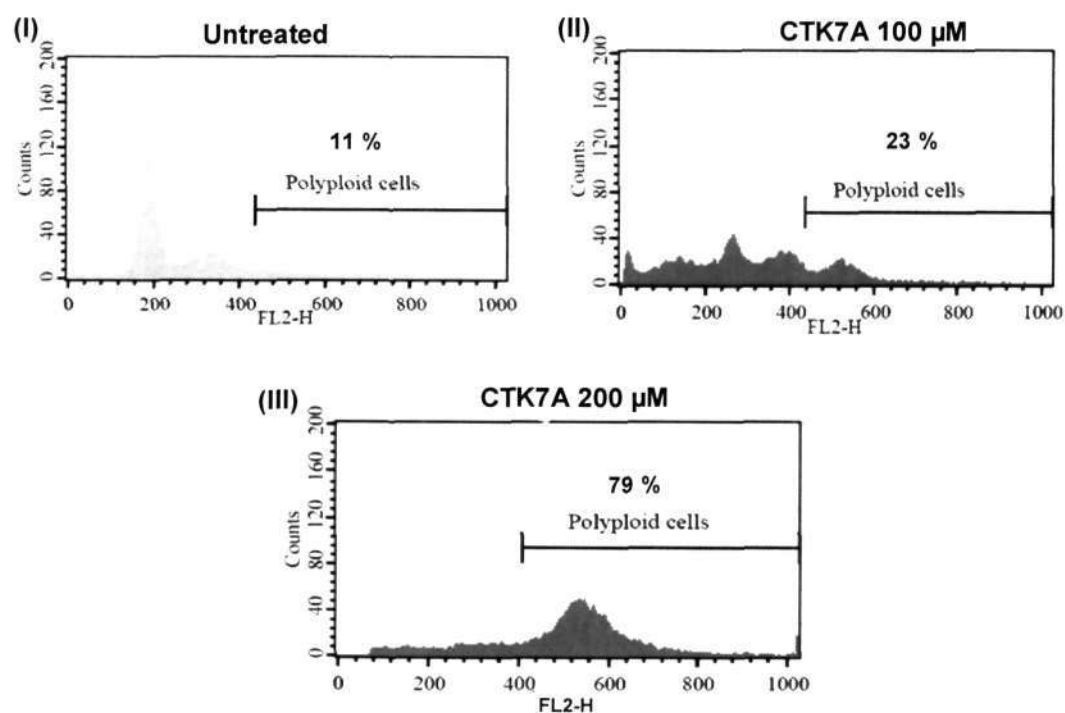 (I)
Untreated
200
160
120
80
40
0
Counts
11 %
Polyploid cells
0 200 400 600 800 1000
FL2-H
(II)
CTK7A 100 µM
200
160
120
80
40
0
Counts
23 %
Polyploid cells
0 200 400 600 800 1000
FL2-H
(III)
CTK7A 200 µM
200
160
120
80
40
0
Counts
79 %
Polyploid cells
0 200 400 600 800 1000
FL2-H